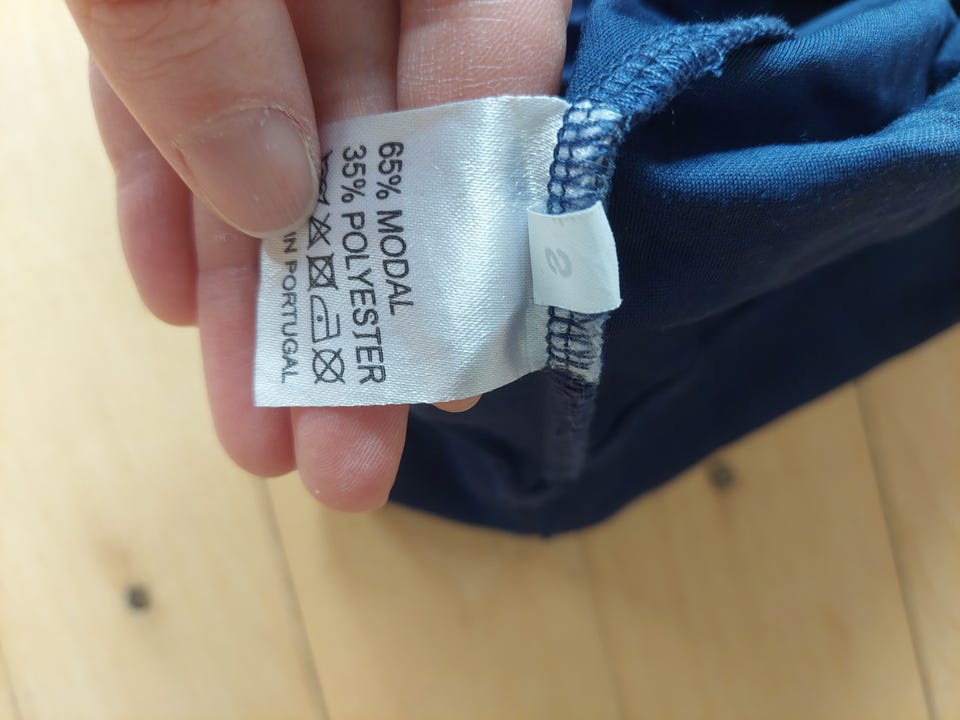 65% MODAL
35% POLYESTER
IN PORTUGAL
S